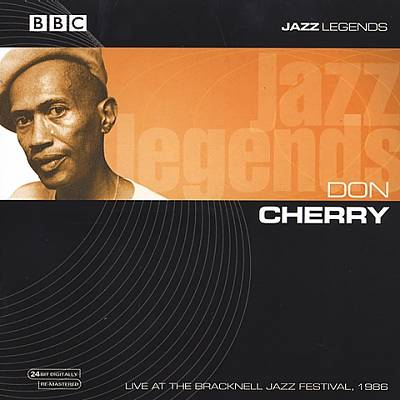 BBC
JAZZ LEGENDS
jazz
legends
DON
CHERRY
24 BIT DIGITALLY
RE-MASTERED
LIVE AT THE BRACKNELL JAZZ FESTIVAL, 1986